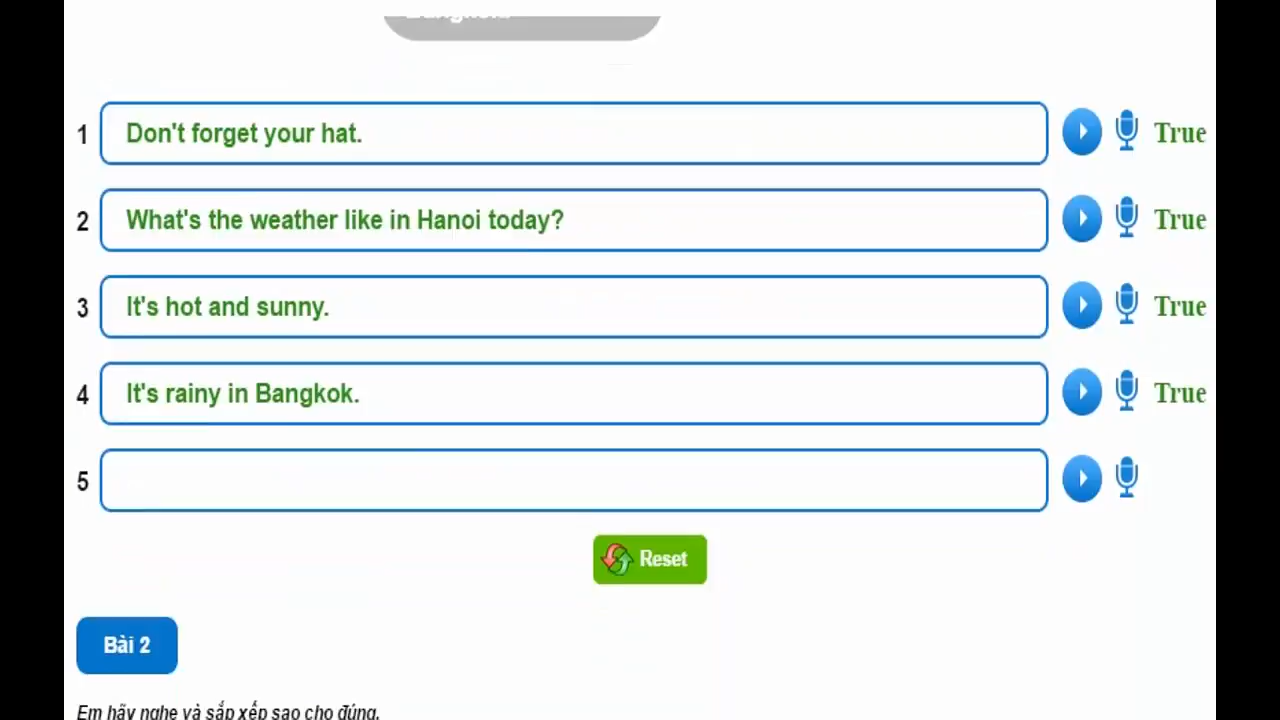 1 Don't forget your hat. True
2 What's the weather like in Hanoi today? True
3 It's hot and sunny. True
4 It's rainy in Bangkok. True
5
Reset
Bài 2
Em hãy nghe và sắp xếp sao cho đúng.